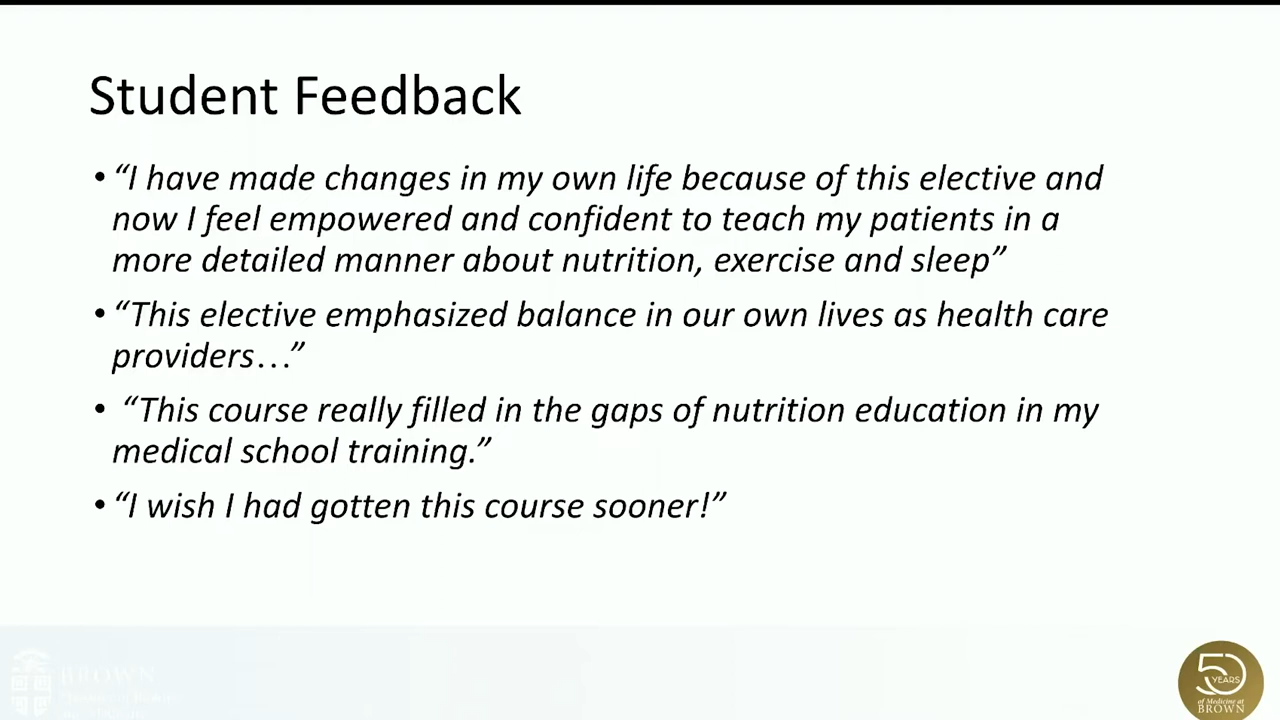 Student Feedback
• “I have made changes in my own life because of this elective and
now I feel empowered and confident to teach my patients in a
more detailed manner about nutrition, exercise and sleep”
• “This elective emphasized balance in our own lives as health care
providers…”
• “This course really filled in the gaps of nutrition education in my
medical school training.”
• “I wish I had gotten this course sooner!”
BROWN
50
YEARS
of Medicine at
BROWN